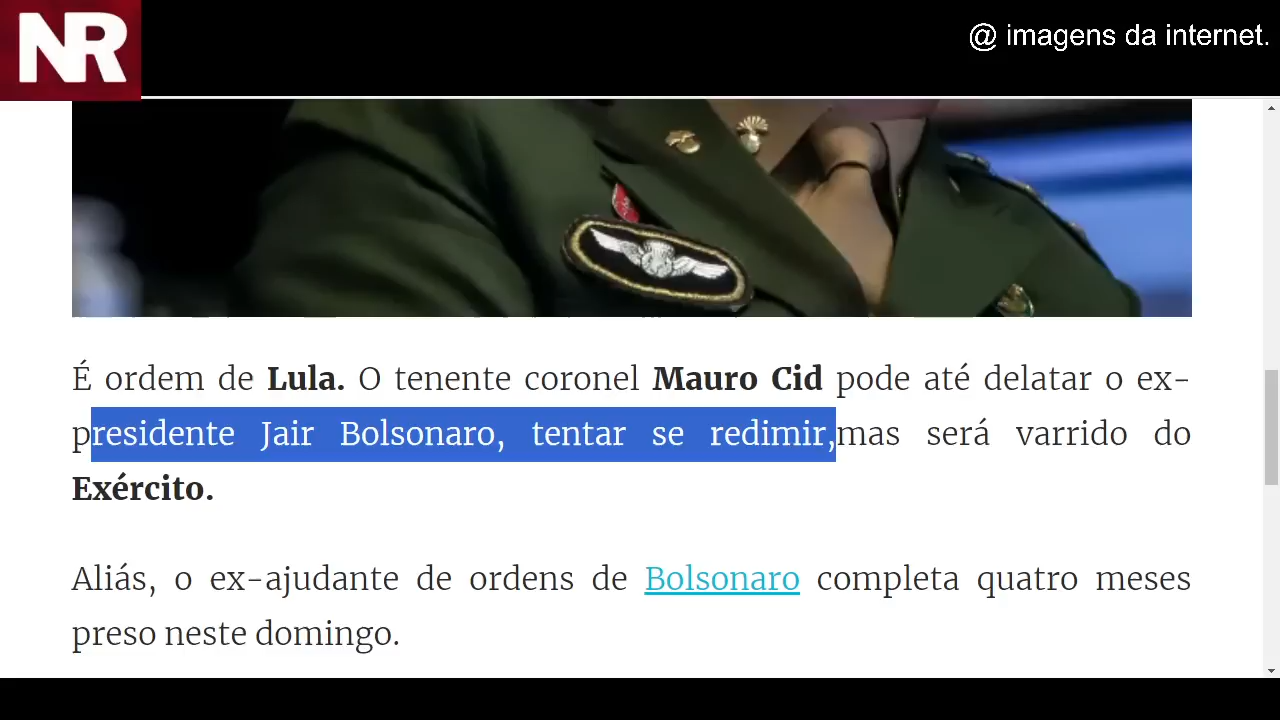 NR
@ imagens da internet.
É ordem de Lula. O tenente coronel Mauro Cid pode até delatar o ex-
presidente Jair Bolsonaro, tentar se redimir,mas será varrido do
Exército.
Aliás, o ex-ajudante de ordens de Bolsonaro completa quatro meses
preso neste domingo.